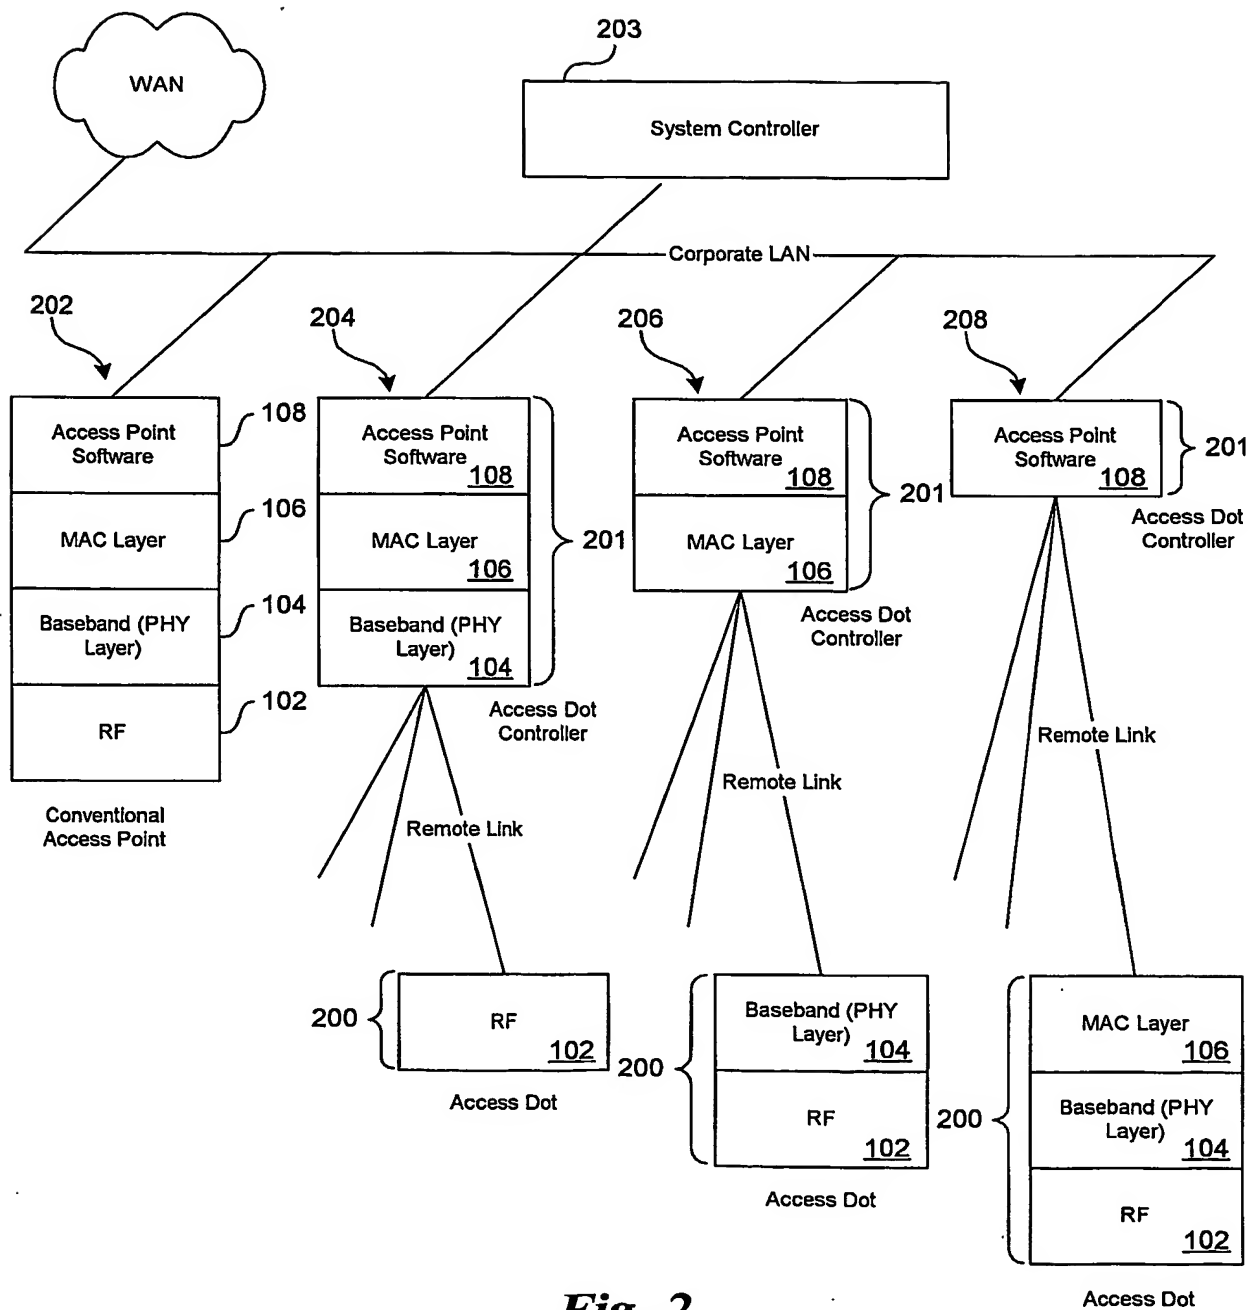 203
WAN
System Controller
Corporate LAN
202
204
206
208
Access Point
Software
108
MAC Layer
106
Baseband (PHY
Layer)
104
RF
102
Conventional
Access Point
Access Point
Software
108
MAC Layer
106
Baseband (PHY
Layer)
104
201
Access Dot
Controller
Remote Link
200
RF
102
Access Dot
Access Point
Software
108
MAC Layer
106
201
Access Dot
Controller
Remote Link
200
Baseband (PHY
Layer)
104
RF
102
Access Dot
Access Point
Software
108
201
Access Dot
Controller
Remote Link
200
MAC Layer
106
Baseband (PHY
Layer)
104
RF
102
Access Dot
Fig. 2